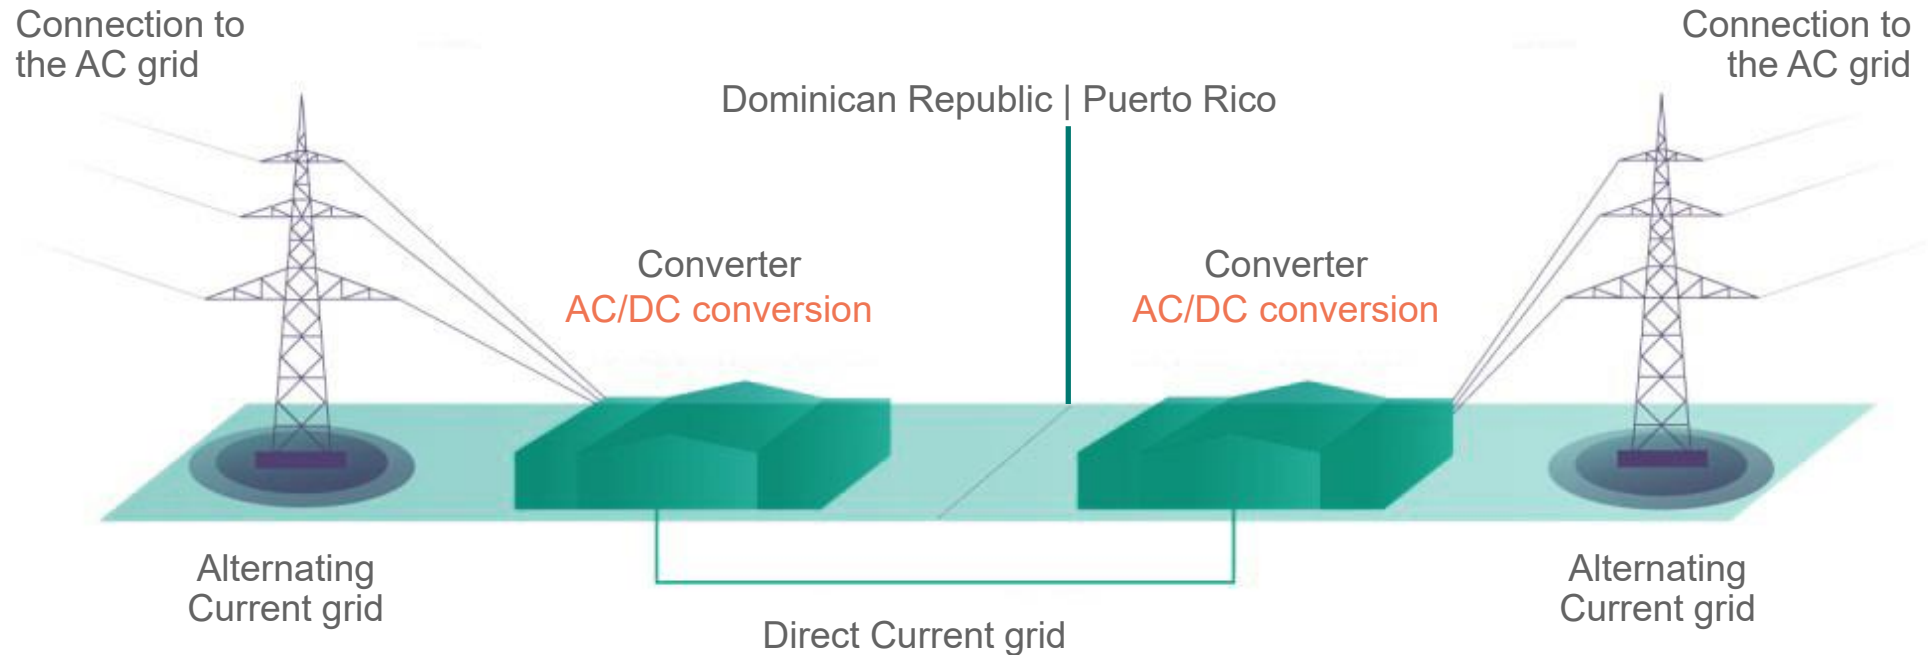 Connection to
the AC grid
Connection to
the AC grid
Dominican Republic | Puerto Rico
Converter
AC/DC conversion
Converter
AC/DC conversion
Alternating
Current grid
Alternating
Current grid
Direct Current grid